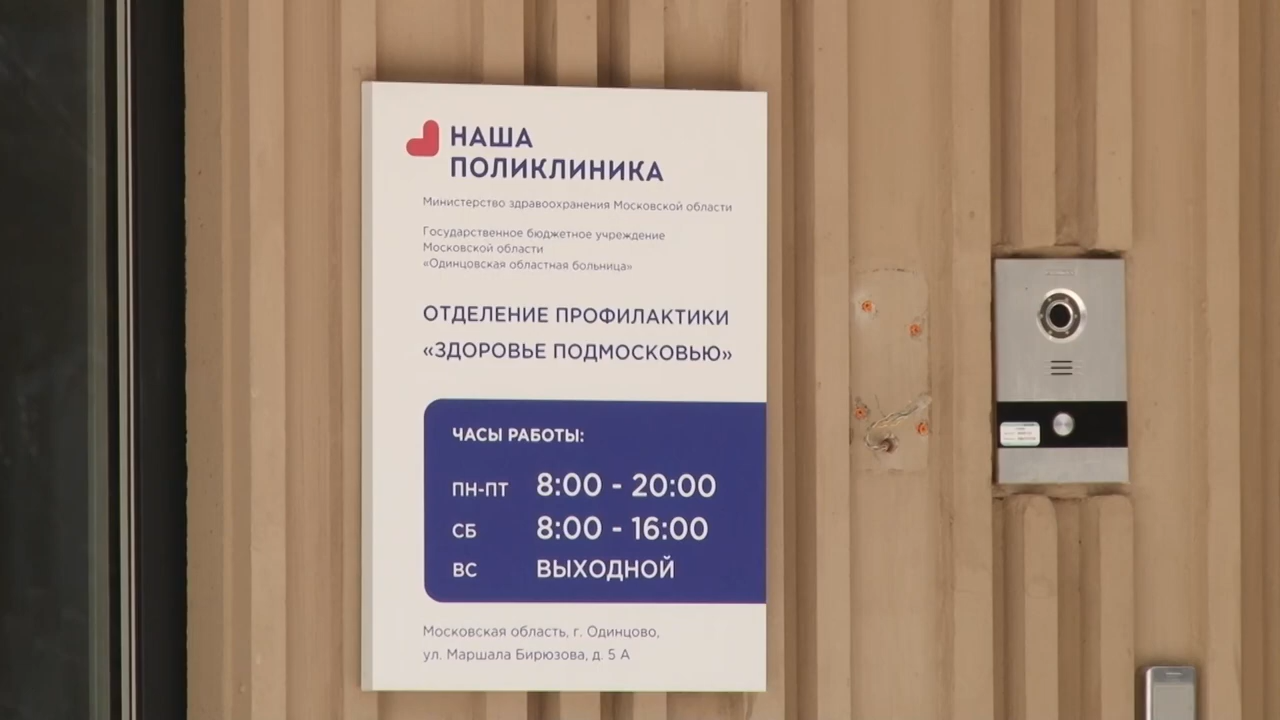 НАША
ПОЛИКЛИНИКА
Министерство здравоохранения Московской области
Государственное бюджетное учреждение
Московской области
«Одинцовская областная больница»
ОТДЕЛЕНИЕ ПРОФИЛАКТИКИ
«ЗДОРОВЬЕ ПОДМОСКОВЬЮ»
ЧАСЫ РАБОТЫ:
ПН-ПТ 8:00 - 20:00
СБ 8:00 - 16:00
ВС ВЫХОДНОЙ
Московская область, г. Одинцово,
ул. Маршала Бирюзова, д. 5 А